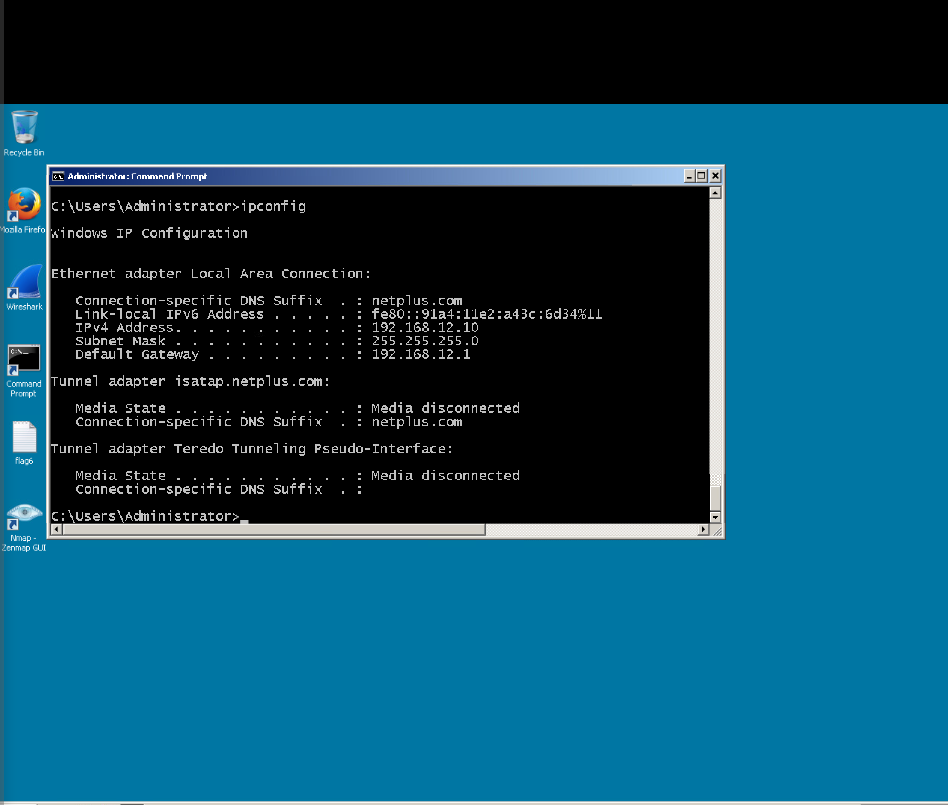 Recycle Bin
Administrator: Command Prompt
C:\Users\Administrator>ipconfig
Mozilla Firefo
Windows IP Configuration
Ethernet adapter Local Area Connection:
Connection-specific DNS Suffix . : netplus.com
Link-local IPv6 Address . . . . . : fe80::91a4:11e2:a43c:6d34%11
IPv4 Address. . . . . . . . . . . : 192.168.12.10
Subnet Mask . . . . . . . . . . . : 255.255.255.0
Default Gateway . . . . . . . . . : 192.168.12.1
Wireshark
Tunnel adapter isatap.netplus.com:
Media State . . . . . . . . . . . : Media disconnected
Connection-specific DNS Suffix  . : netplus.com
C:\_
Command
Prompt
Tunnel adapter Teredo Tunneling Pseudo-Interface:
Media State . . . . . . . . . . . : Media disconnected
Connection-specific DNS Suffix  . :
flag6
C:\Users\Administrator>_
Nmap -
Zenmap GUI